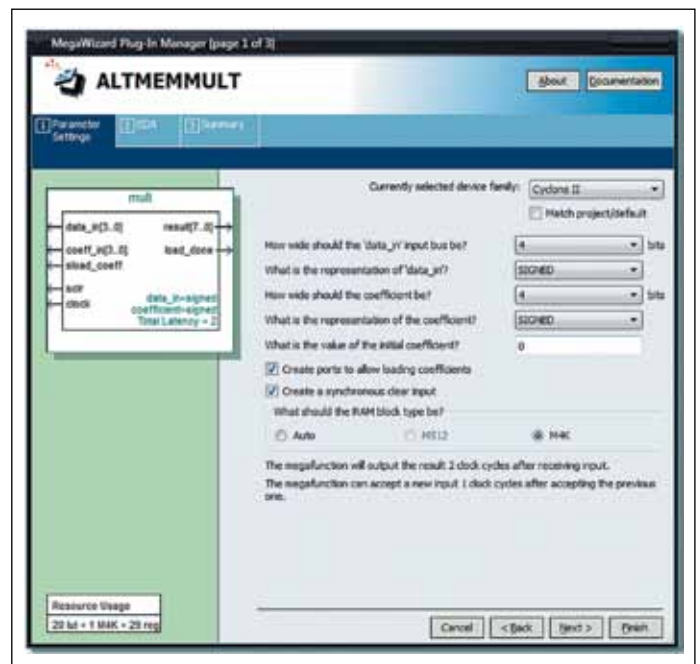 MegaWizard Plug-In Manager [page 1 of 3]
ALTMEMMULT
About
Documentation
1 Parameter Settings
2 EDA
3 Summary
mult
data_in[3..0]
result[7..0]
coeff_in[3..0]
load_done
sload_coeff
sclr
clock
data_in=signed
coefficient=signed
Total Latency = 2
Currently selected device family:
Cyclone II
Match project/default
How wide should the 'data_in' input bus be?
4
bits
What is the representation of 'data_in'?
SIGNED
How wide should the coefficient be?
4
bits
What is the representation of the coefficient?
SIGNED
What is the value of the initial coefficient?
0
Create ports to allow loading coefficients
Create a synchronous clear input
What should the RAM block type be?
Auto
M512
M4K
The megafunction will output the result 2 clock cycles after receiving input.
The megafunction can accept a new input 1 clock cycles after accepting the previous
one.
Resource Usage
20 lut + 1 M4K + 29 reg
Cancel
< Back
Next >
Finish